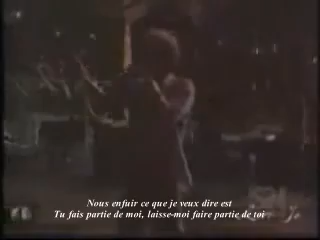 Nous enfuir ce que je veux dire est
Tu fais partie de moi, laisse-moi faire partie de toi